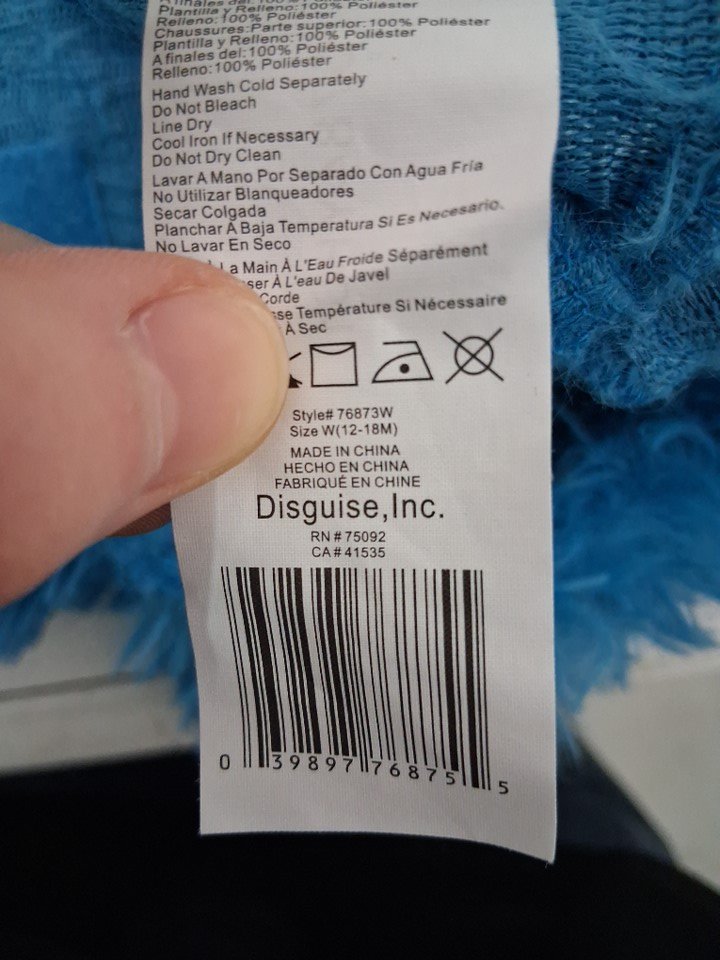 Plantilla y Relleno:100% Poliéster
Relleno:100% Poliéster
Chaussures:Parte superior:100% Poliéster
Plantilla y Relleno:100% Poliéster
Afinales del:100% Poliéster
Relleno:100% Poliéster
Hand Wash Cold Separately
Do Not Bleach
Line Dry
Cool Iron If Necessary
Do Not Dry Clean
Lavar A Mano Por Separado Con Agua Fría
No Utilizar Blanqueadores
Secar Colgada
Planchar A Baja Temperatura Si Es Necesario.
No Lavar En Seco
La Main À L'Eau Froide Séparément
À L'eau De Javel
Corde
Température Si Nécessaire
À Sec
Style# 76873W
Size W(12-18M)
MADE IN CHINA
HECHO EN CHINA
FABRIQUÉ EN CHINE
Disguise,Inc.
RN # 75092
CA # 41535
0 39897 76875 5